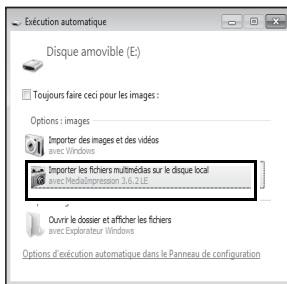 Exécution automatique
Disque amovible (E:)
Toujours faire ceci pour les images :
Options : images
Importer des images et des vidéos
avec Windows
Importer les fichiers multimédias sur le disque local
avec MediaImpression 3.6.2 LE
Ouvrir le dossier et afficher les fichiers
avec Explorateur Windows
Options d'exécution automatique dans le Panneau de configuration